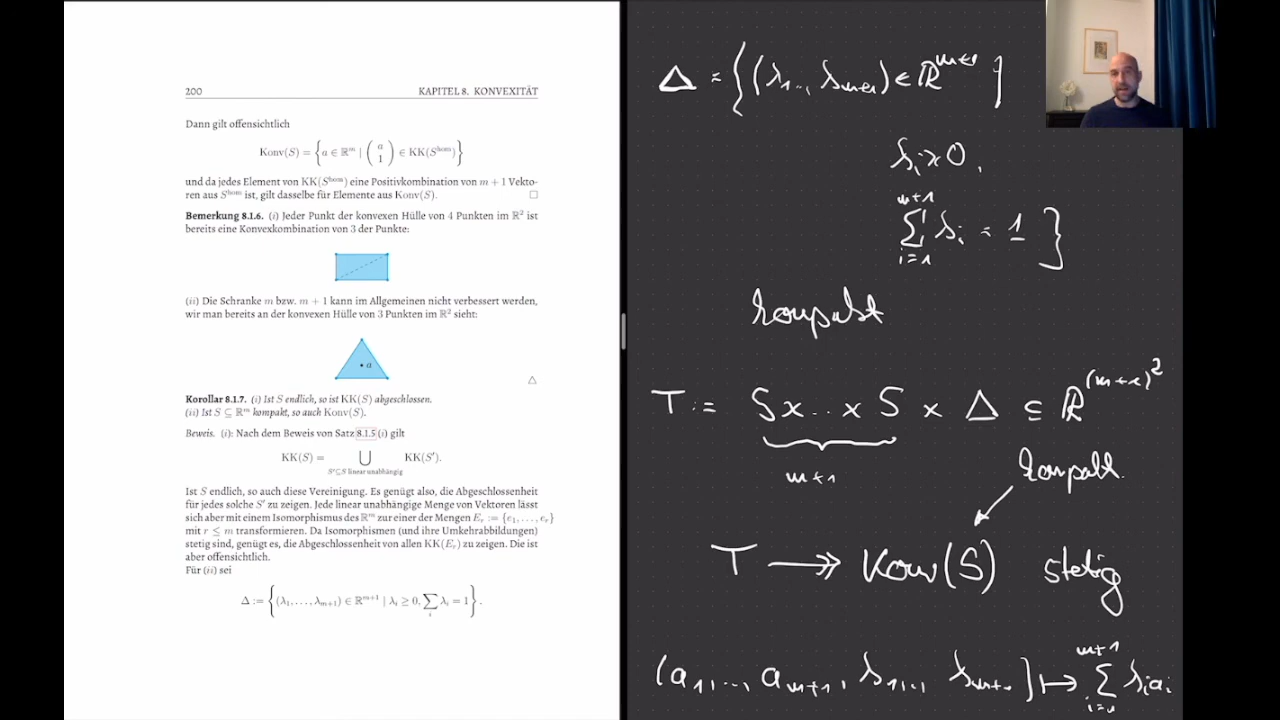 200 KAPITEL 8. KONVEXITÄT
Dann gilt offensichtlich
Konv(S) = { a ∈ ℝ^m | ( a 1 ) ∈ KK(S^hom) }
und da jedes Element von KK(S^hom) eine Positivkombination von m + 1 Vekto-
ren aus S^hom ist, gilt dasselbe für Elemente aus Konv(S). □
Bemerkung 8.1.6. (i) Jeder Punkt der konvexen Hülle von 4 Punkten im ℝ² ist
bereits eine Konvexkombination von 3 der Punkte:
(ii) Die Schranke m bzw. m + 1 kann im Allgemeinen nicht verbessert werden,
wir man bereits an der konvexen Hülle von 3 Punkten im ℝ² sieht:
a
△
Korollar 8.1.7. (i) Ist S endlich, so ist KK(S) abgeschlossen.
(ii) Ist S ⊆ ℝ^m kompakt, so auch Konv(S).
Beweis. (i): Nach dem Beweis von Satz 8.1.5 (i) gilt
KK(S) = ⋃ KK(S′).
S′⊆S linear unabhängig
Ist S endlich, so auch diese Vereinigung. Es genügt also, die Abgeschlossenheit
für jedes solche S′ zu zeigen. Jede linear unabhängige Menge von Vektoren lässt
sich aber mit einem Isomorphismus des ℝ^m zur einer der Mengen E_r := {e_1, . . . , e_r}
mit r ≤ m transformieren. Da Isomorphismen (und ihre Umkehrabbildungen)
stetig sind, genügt es, die Abgeschlossenheit von allen KK(E_r) zu zeigen. Die ist
aber offensichtlich.
Für (ii) sei
Δ := { (λ_1, . . . , λ_{m+1}) ∈ ℝ^{m+1} | λ_i ≥ 0, ∑_i λ_i = 1 } .
Δ = { (λ_1 .., λ_{m+1}) ∈ ℝ^{m+1} |
λ_i ≥ 0,
∑_{i=1}^{m+1} λ_i = 1 }
kompakt
T := S x .. x S x Δ ⊆ ℝ^{(m+1)^2}
m+1
kompakt.
T ↠ Konv(S) stetig
(a_1, .., a_{m+1}, λ_1, .., λ_{m+1}) ↦ ∑_{i=1}^{m+1} λ_i a_i